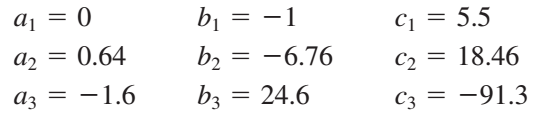 a₁ = 0 b₁ = −1 c₁ = 5.5
a₂ = 0.64 b₂ = −6.76 c₂ = 18.46
a₃ = −1.6 b₃ = 24.6 c₃ = −91.3